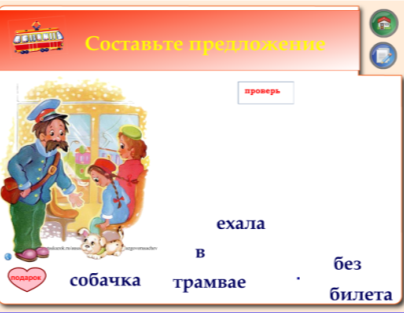 Составьте предложение
проверь
ехала
в
без
подарок
собачка
трамвае
.
билета